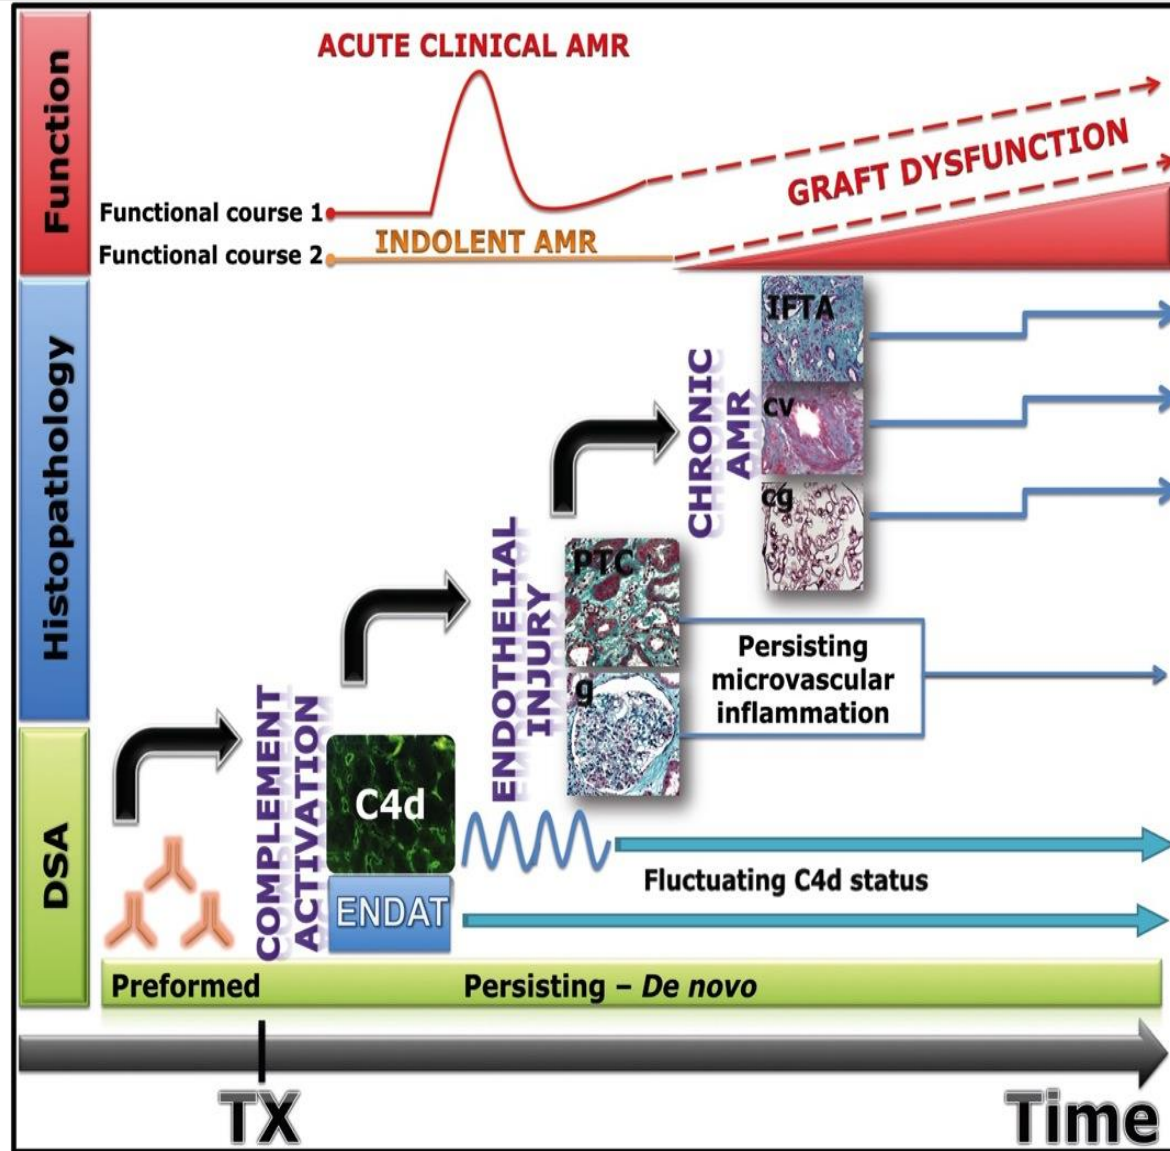 Function
ACUTE CLINICAL AMR
GRAFT DYSFUNCTION
Functional course 1
INDOLENT AMR
Functional course 2
Histopathology
IFTA
cv
cg
CHRONIC
AMR
PTC
g
ENDOTHELIAL
INJURY
Persisting
microvascular
inflammation
DSA
COMPLEMENT
ACTIVATION
C4d
ENDAT
Fluctuating C4d status
Preformed
Persisting – De novo
TX
Time